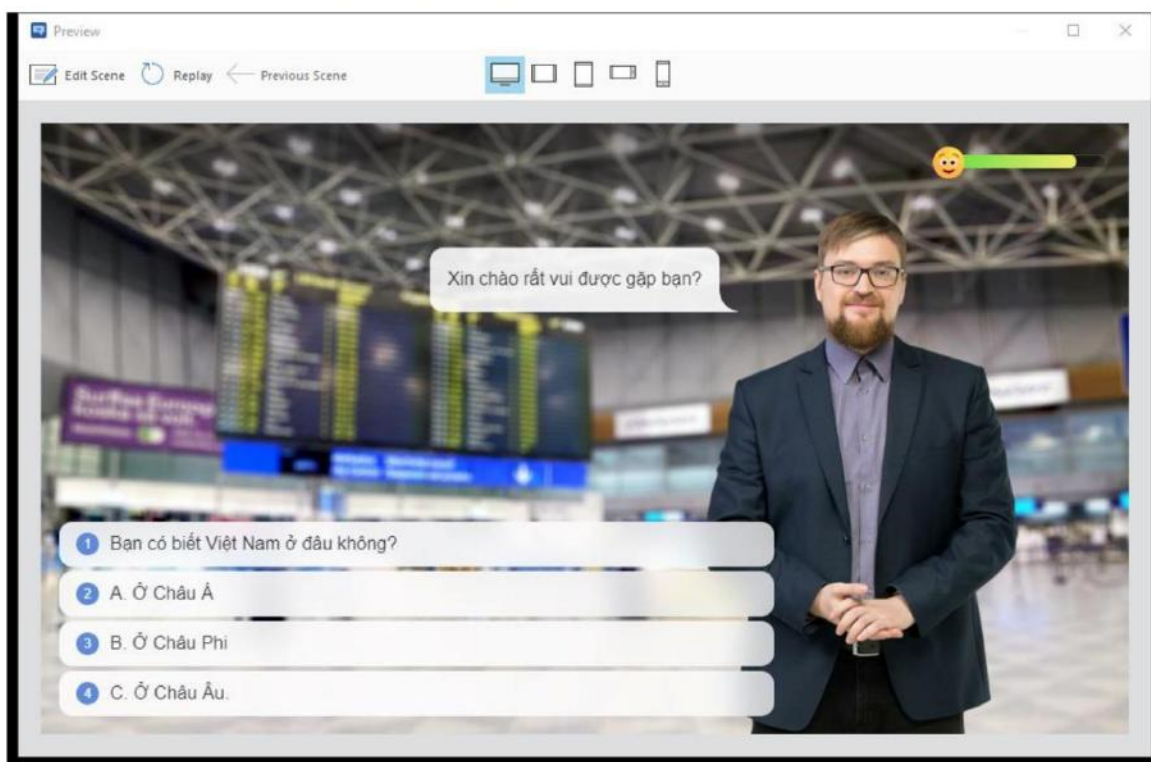 Preview
Edit Scene Replay Previous Scene
Xin chào rất vui được gặp bạn?
1 Bạn có biết Việt Nam ở đâu không?
2 A. Ở Châu Á
3 B. Ở Châu Phi
4 C. Ở Châu Âu.